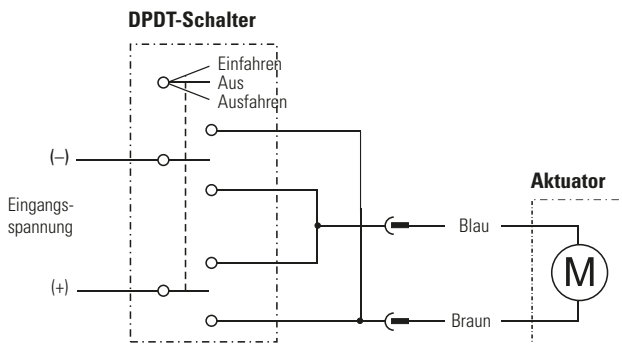 DPDT-Schalter
Einfahren
Aus
Ausfahren
(–)
Eingangs-
spannung
(+)
Aktuator
Blau
M
Braun